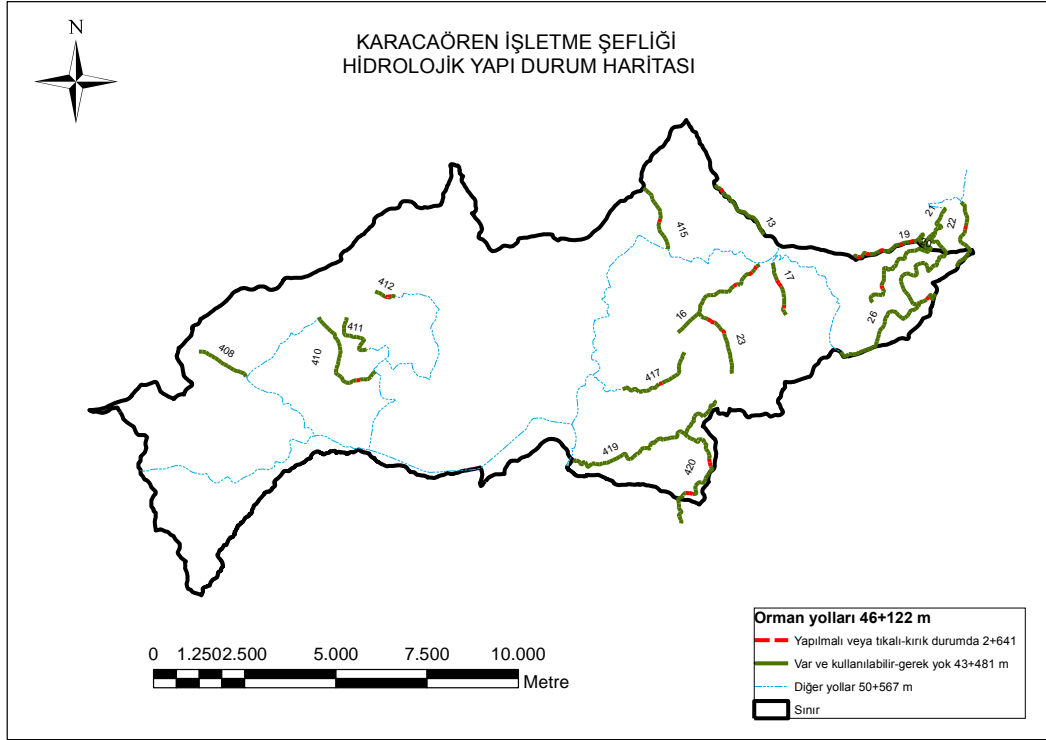 N
KARACAÖREN İŞLETME ŞEFLİĞİ
HİDROLOJİK YAPI DURUM HARİTASI
415
13
19
21
22
412
17
411
16
26
408
410
23
417
419
420
Orman yolları 46+122 m
Yapılmalı veya tıkalı-kırık durumda 2+641
Var ve kullanılabilir-gerek yok 43+481 m
Diğer yollar 50+567 m
Sınır
0 1.250 2.500 5.000 7.500 10.000
Metre